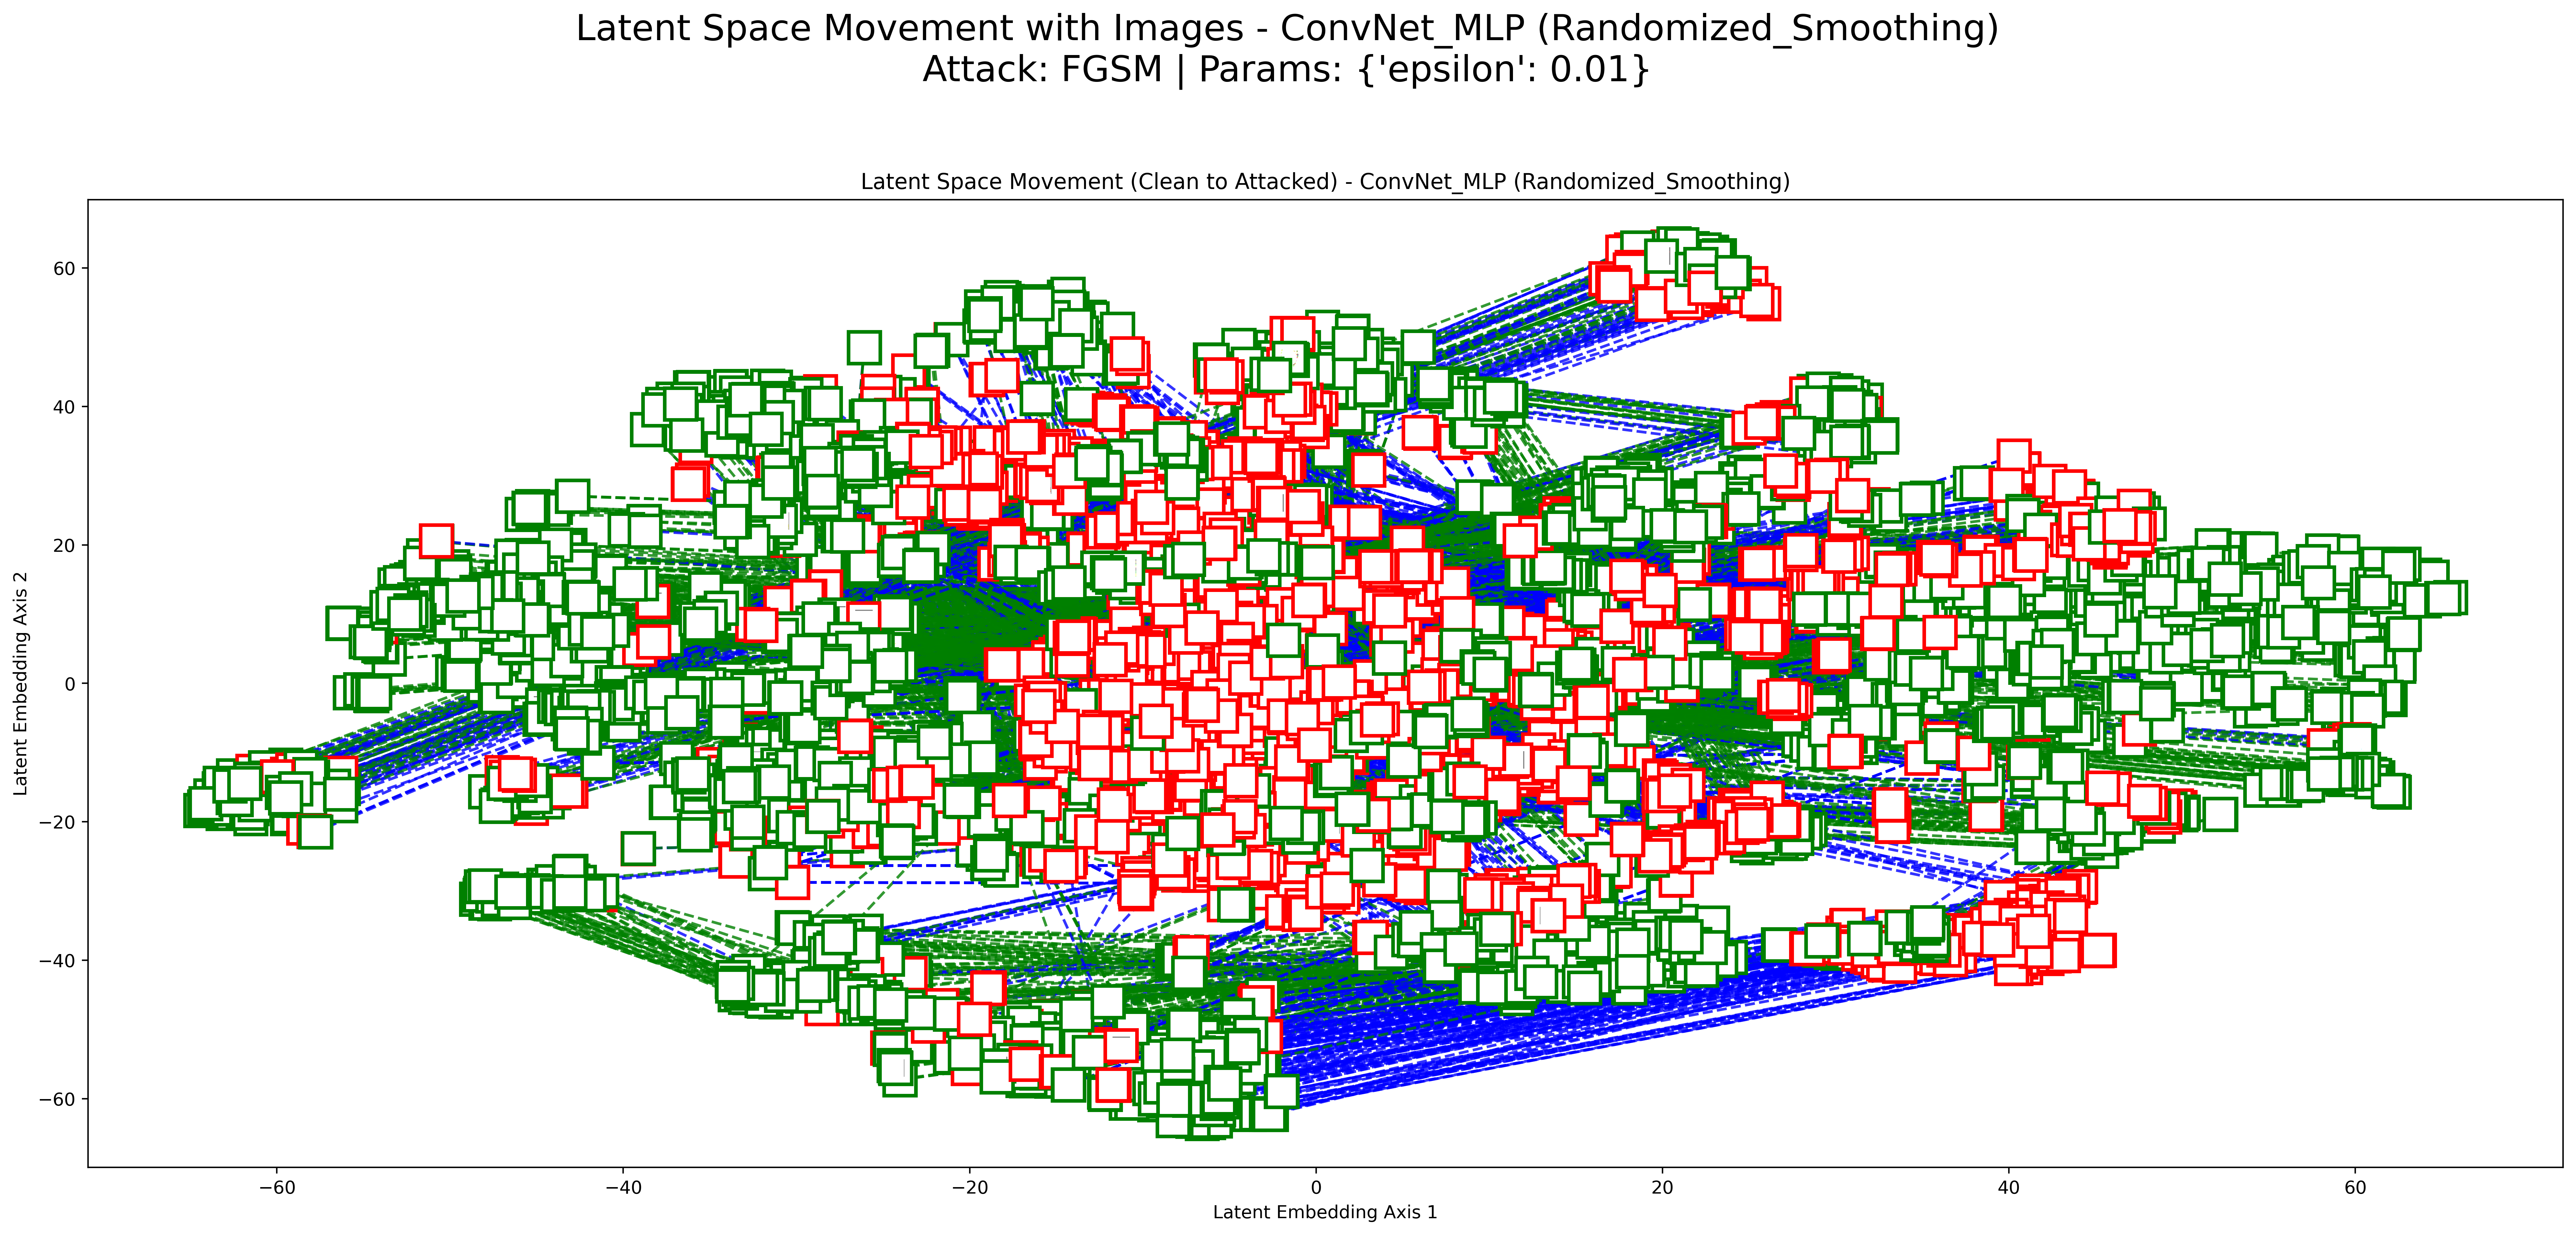 Latent Space Movement with Images - ConvNet_MLP (Randomized_Smoothing)
Attack: FGSM | Params: {'epsilon': 0.01}
Latent Space Movement (Clean to Attacked) - ConvNet_MLP (Randomized_Smoothing)
Latent Embedding Axis 2
60
40
20
0
−20
−40
−60
−60
−40
−20
0
20
40
60
Latent Embedding Axis 1